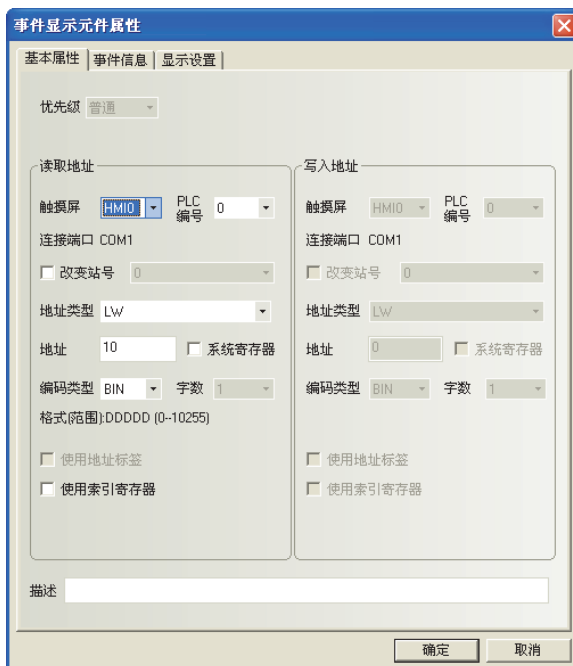 事件显示元件属性
基本属性 事件信息 显示设置
优先级 普通
读取地址
触摸屏 HMI0 PLC编号 0
连接端口 COM1
改变站号 0
地址类型 LW
地址 10 系统寄存器
编码类型 BIN 字数 1
格式(范围):DDDDD (0--10255)
使用地址标签
使用索引寄存器
写入地址
触摸屏 HMI0 PLC编号 0
连接端口 COM1
改变站号 0
地址类型 LW
地址 0 系统寄存器
编码类型 BIN 字数 1
使用地址标签
使用索引寄存器
描述
确定 取消